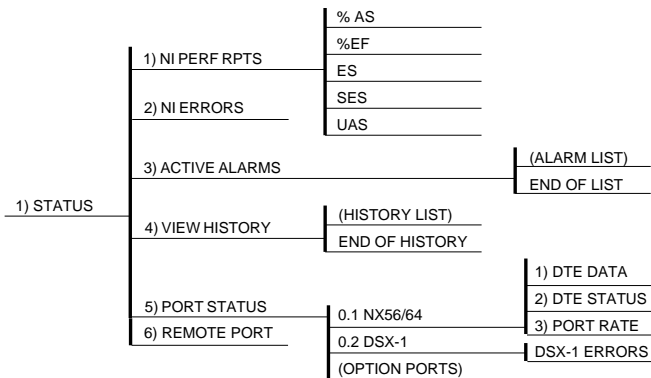 1) STATUS
1) NI PERF RPTS
% AS
%EF
ES
SES
UAS
2) NI ERRORS
3) ACTIVE ALARMS
(ALARM LIST)
END OF LIST
4) VIEW HISTORY
(HISTORY LIST)
END OF HISTORY
5) PORT STATUS
0.1 NX56/64
1) DTE DATA
2) DTE STATUS
3) PORT RATE
0.2 DSX-1
DSX-1 ERRORS
(OPTION PORTS)
6) REMOTE PORT